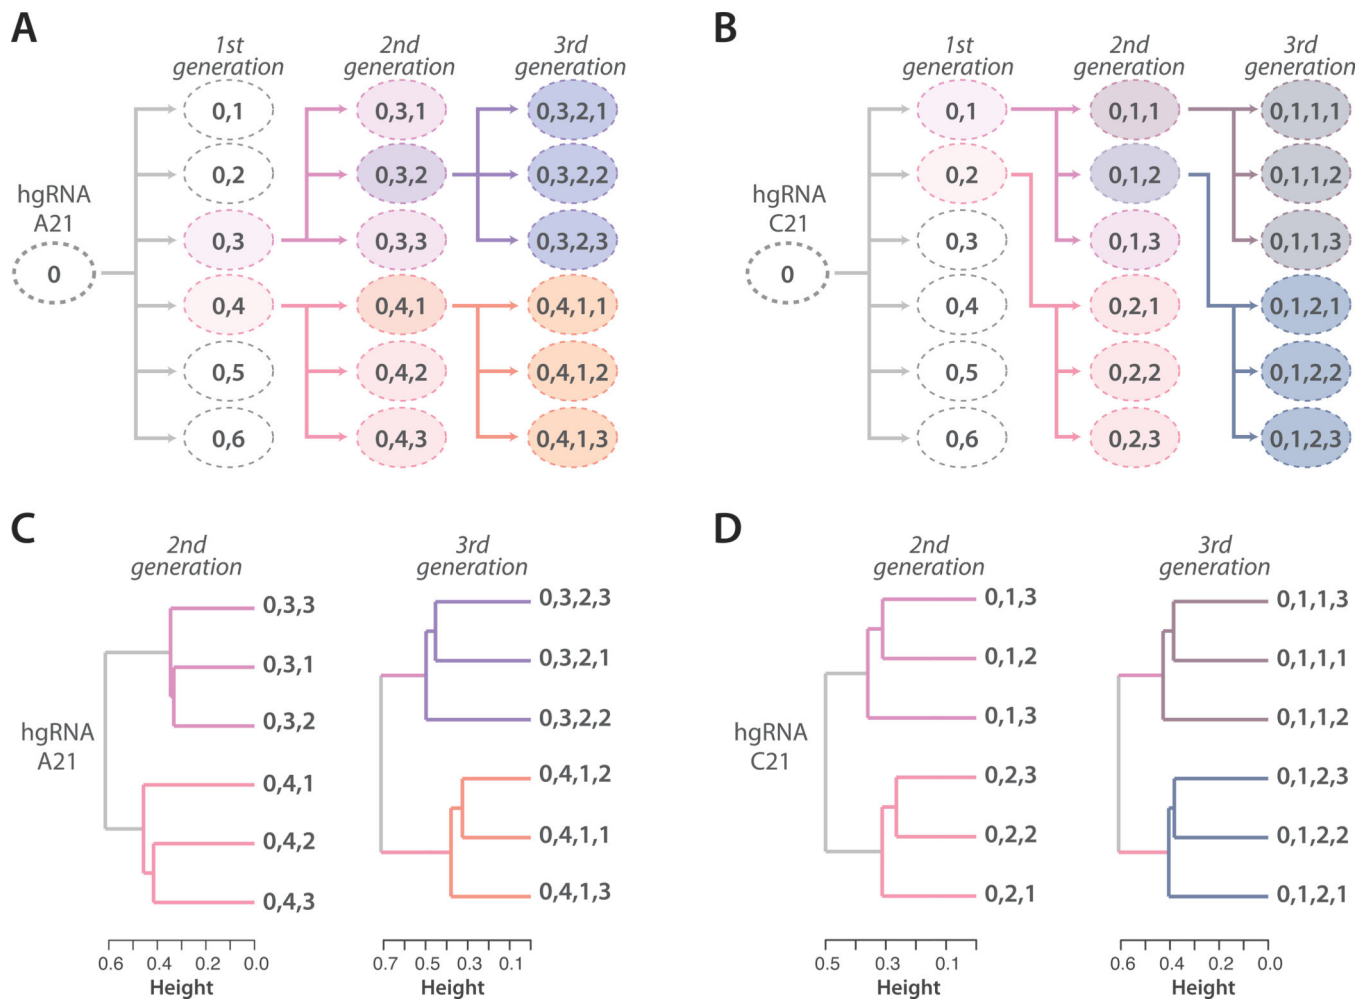 A
1st
generation
2nd
generation
3rd
generation
hgRNA
A21
0
0,1
0,2
0,3
0,4
0,5
0,6
0,3,1
0,3,2
0,3,3
0,4,1
0,4,2
0,4,3
0,3,2,1
0,3,2,2
0,3,2,3
0,4,1,1
0,4,1,2
0,4,1,3
B
1st
generation
2nd
generation
3rd
generation
hgRNA
C21
0
0,1
0,2
0,3
0,4
0,5
0,6
0,1,1
0,1,2
0,1,3
0,2,1
0,2,2
0,2,3
0,1,1,1
0,1,1,2
0,1,1,3
0,1,2,1
0,1,2,2
0,1,2,3
C
2nd
generation
hgRNA
A21
0,3,3
0,3,1
0,3,2
0,4,1
0,4,2
0,4,3
0.6 0.4 0.2 0.0
Height
3rd
generation
0,3,2,3
0,3,2,1
0,3,2,2
0,4,1,2
0,4,1,1
0,4,1,3
0.7 0.5 0.3 0.1
Height
D
2nd
generation
hgRNA
C21
0,1,3
0,1,2
0,1,3
0,2,3
0,2,2
0,2,1
0.5 0.3 0.1
Height
3rd
generation
0,1,1,3
0,1,1,1
0,1,1,2
0,1,2,3
0,1,2,2
0,1,2,1
0.6 0.4 0.2 0.0
Height